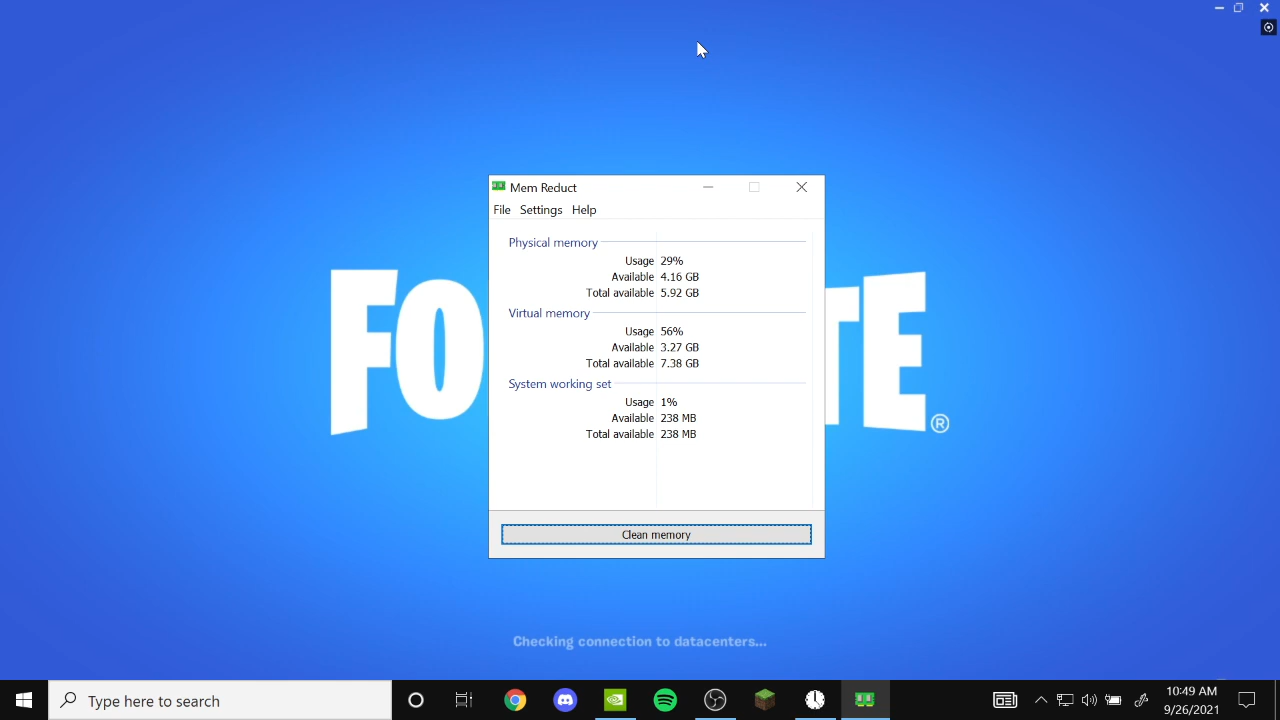 Mem Reduct
File Settings Help
Physical memory
Usage 29%
Available 4.16 GB
Total available 5.92 GB
Virtual memory
Usage 56%
Available 3.27 GB
Total available 7.38 GB
System working set
Usage 1%
Available 238 MB
Total available 238 MB
Clean memory
FO TE®
Checking connection to datacenters...
Type here to search
10:49 AM
9/26/2021